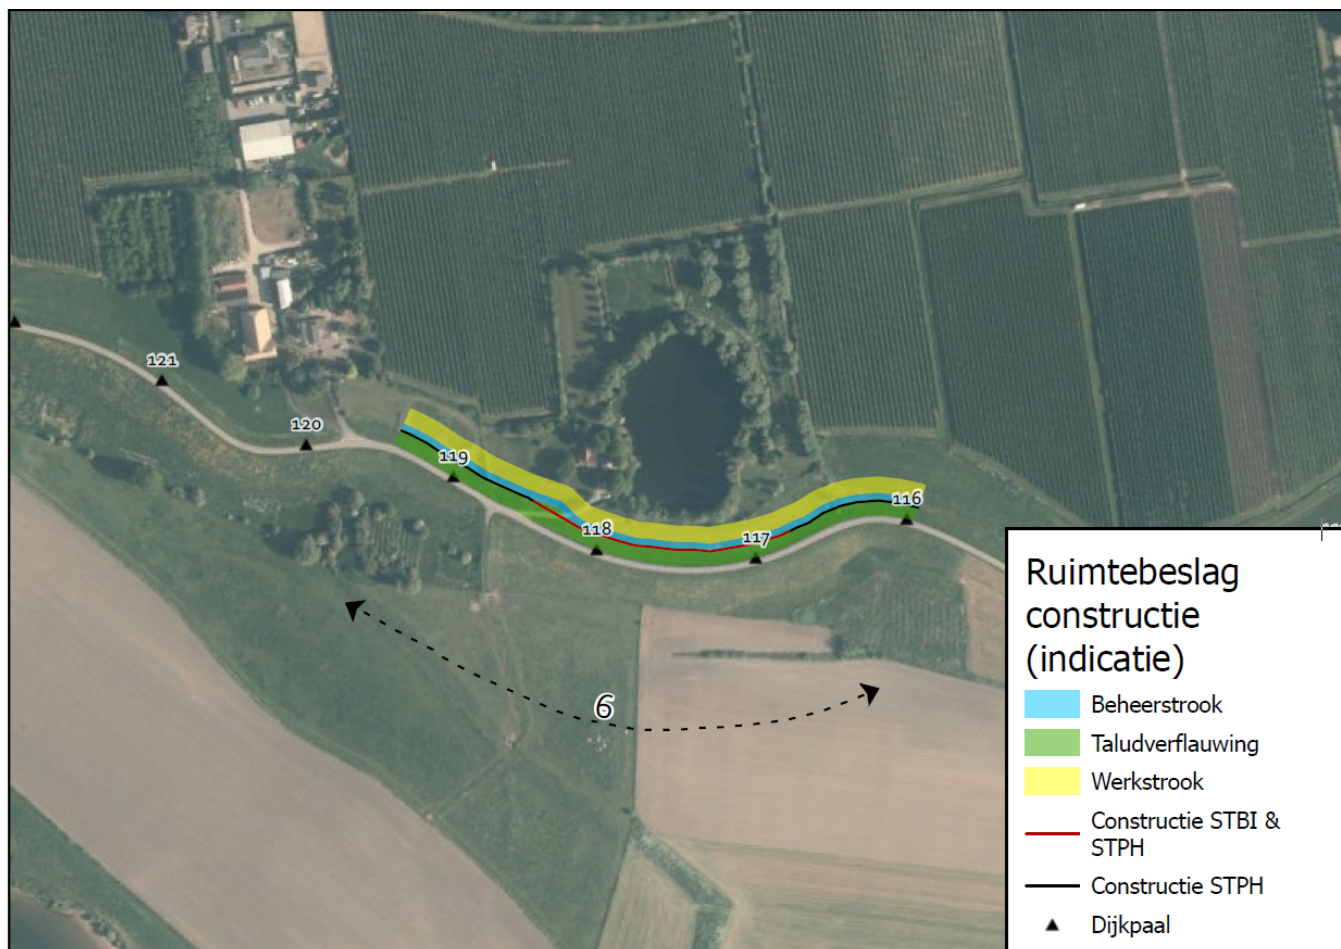 121
120
119
118
117
116
6
Ruimtebeslag
constructie
(indicatie)
Beheerstrook
Taludverflauwing
Werkstrook
Constructie STBI &
STPH
Constructie STPH
Dijkpaal